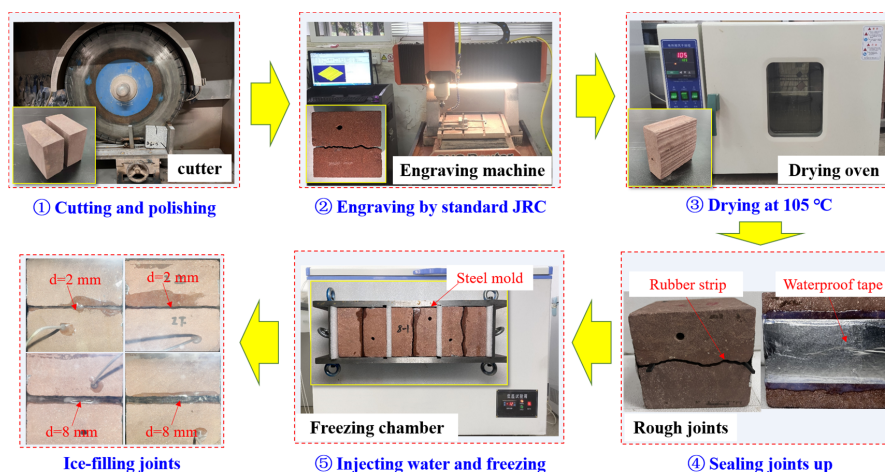 cutter
① Cutting and polishing
Engraving machine
② Engraving by standard JRC
105
Drying oven
③ Drying at 105 °C
d=2 mm
d=2 mm
d=8 mm
d=8 mm
Ice-filling joints
Steel mold
8-1
Freezing chamber
⑤ Injecting water and freezing
Rubber strip
Waterproof tape
Rough joints
④ Sealing joints up